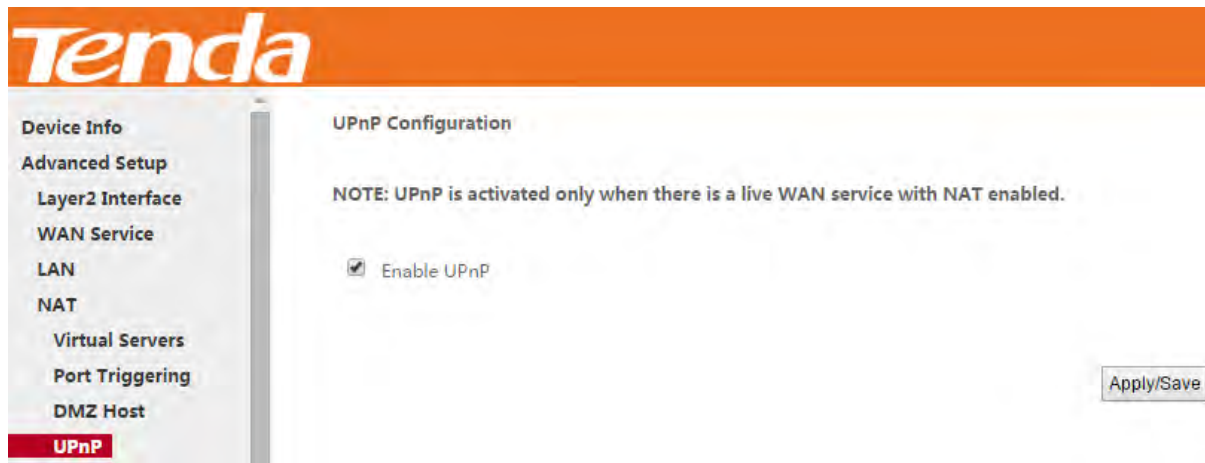 Tenda
Device Info
Advanced Setup
Layer2 Interface
WAN Service
LAN
NAT
Virtual Servers
Port Triggering
DMZ Host
UPnP
UPnP Configuration
NOTE: UPnP is activated only when there is a live WAN service with NAT enabled.
Enable UPnP
Apply/Save